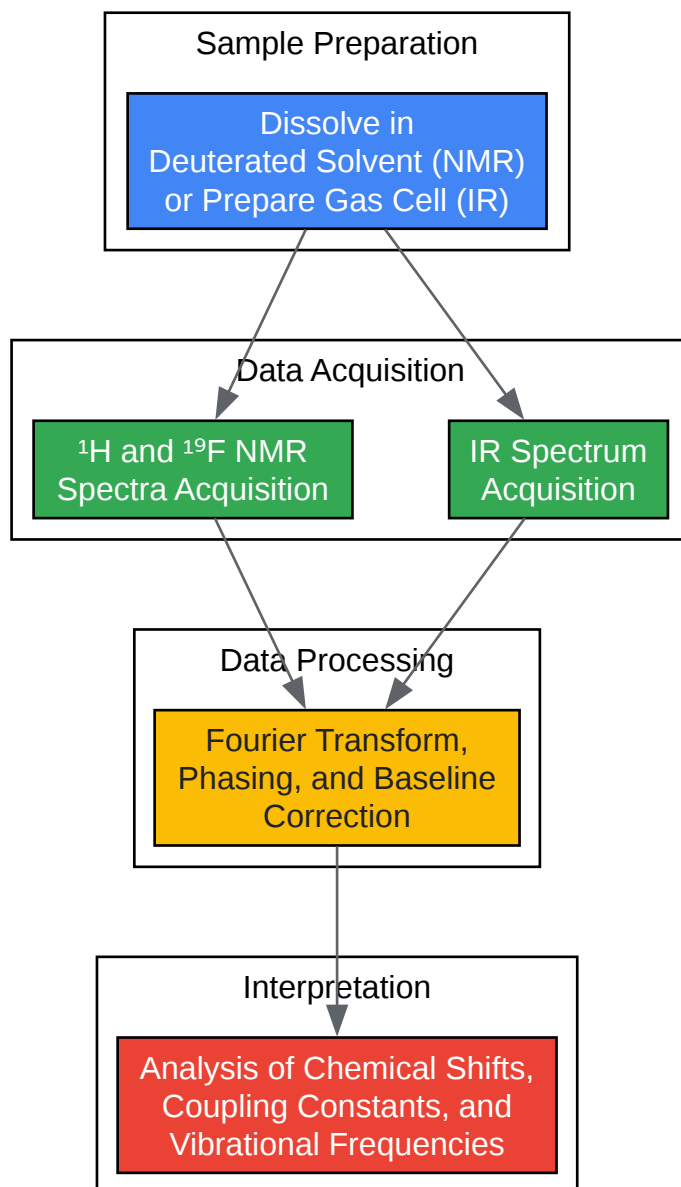 Sample Preparation
Dissolve in
Deuterated Solvent (NMR)
or Prepare Gas Cell (IR)
Data Acquisition
¹H and ¹⁹F NMR
Spectra Acquisition
IR Spectrum
Acquisition
Data Processing
Fourier Transform,
Phasing, and Baseline
Correction
Interpretation
Analysis of Chemical Shifts,
Coupling Constants, and
Vibrational Frequencies